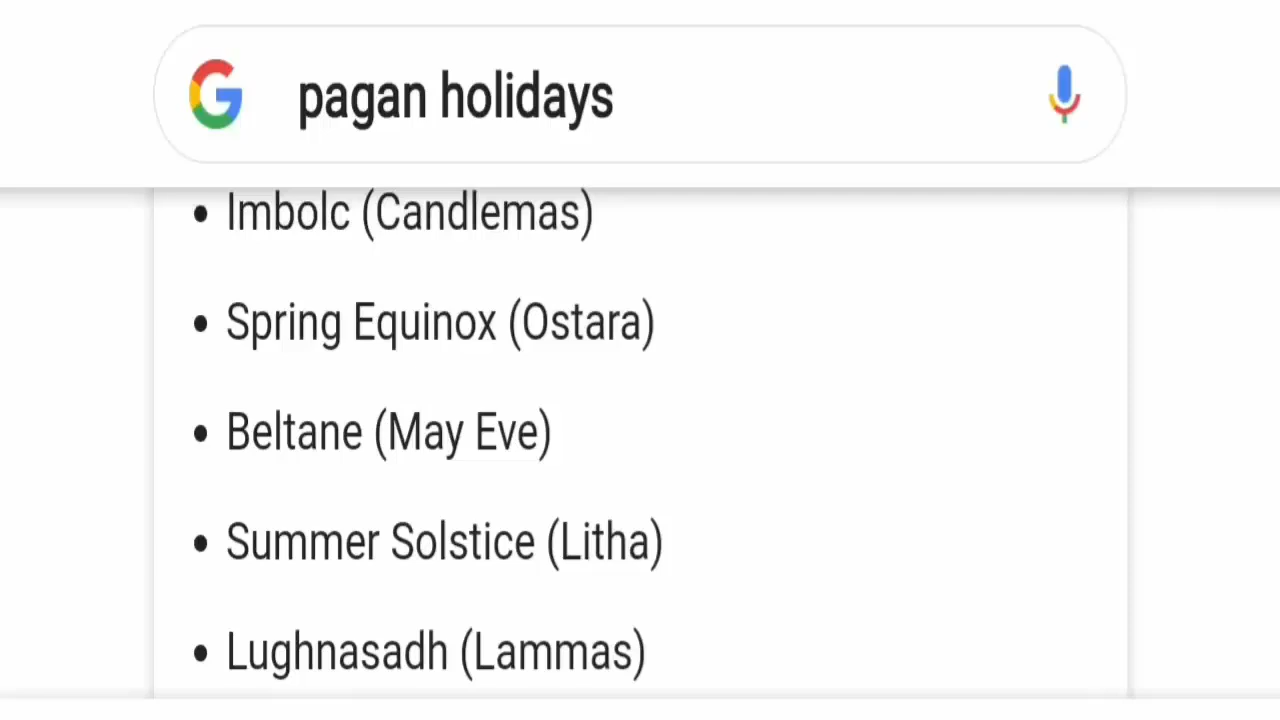 pagan holidays
• Imbolc (Candlemas)
• Spring Equinox (Ostara)
• Beltane (May Eve)
• Summer Solstice (Litha)
• Lughnasadh (Lammas)